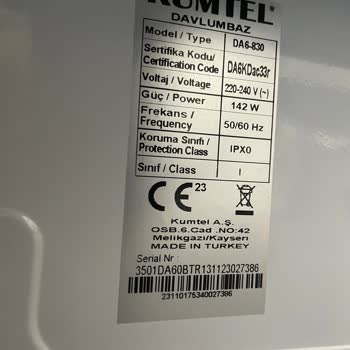 KUMTEL
DAVLUMBAZ
Model / Type DA6-830
Sertifika Kodu/
Certification Code DA6KDac33r
Voltaj / Voltage 220-240 V (~)
Güç / Power 142 W
Frekans /
Frequency 50/60 Hz
Koruma Sınıfı /
Protection Class IPX0
Sınıf / Class I
CE 23
Kumtel A.Ş.
OSB.6.Cad .NO:42
Melikgazi/Kayseri
MADE IN TURKEY
Serial Nr :
3501DA60BTR131123027386
23110175340027386